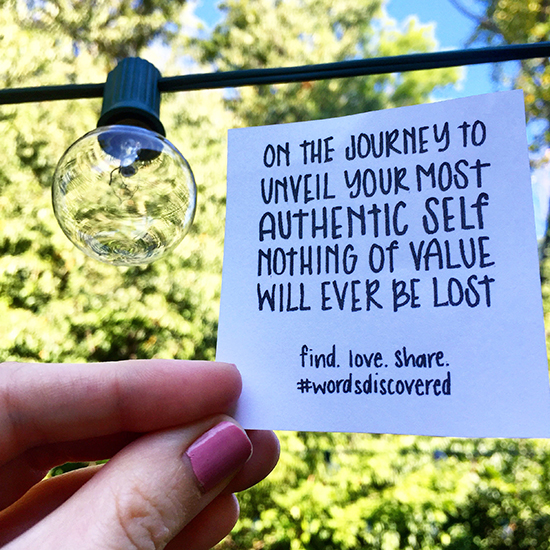 ON THE JOURNEY TO
UNVEIL YOUR MOST
AUTHENTIC SELF
NOTHING OF VALUE
WILL EVER BE LOST
find. love. share.
#wordsdiscovered